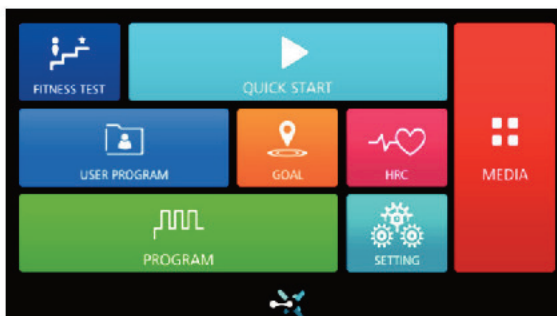 FITNESS TEST
QUICK START
USER PROGRAM
GOAL
HRC
MEDIA
PROGRAM
SETTING